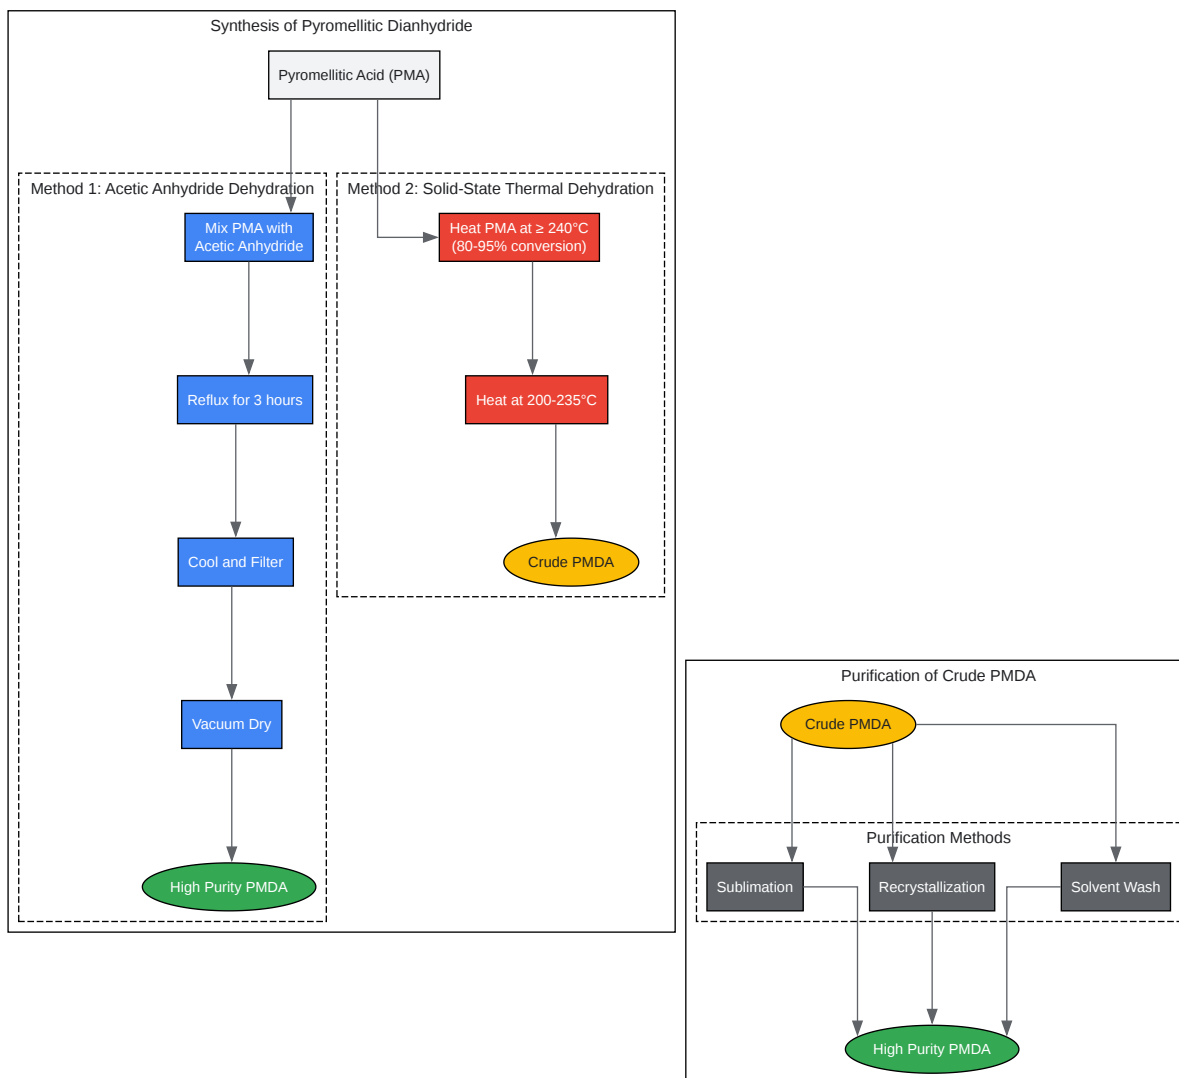 Synthesis of Pyromellitic Dianhydride
Pyromellitic Acid (PMA)
Method 1: Acetic Anhydride Dehydration
Mix PMA with
Acetic Anhydride
Reflux for 3 hours
Cool and Filter
Vacuum Dry
High Purity PMDA
Method 2: Solid-State Thermal Dehydration
Heat PMA at ≥ 240°C
(80-95% conversion)
Heat at 200-235°C
Crude PMDA
Purification of Crude PMDA
Crude PMDA
Purification Methods
Sublimation
Recrystallization
Solvent Wash
High Purity PMDA